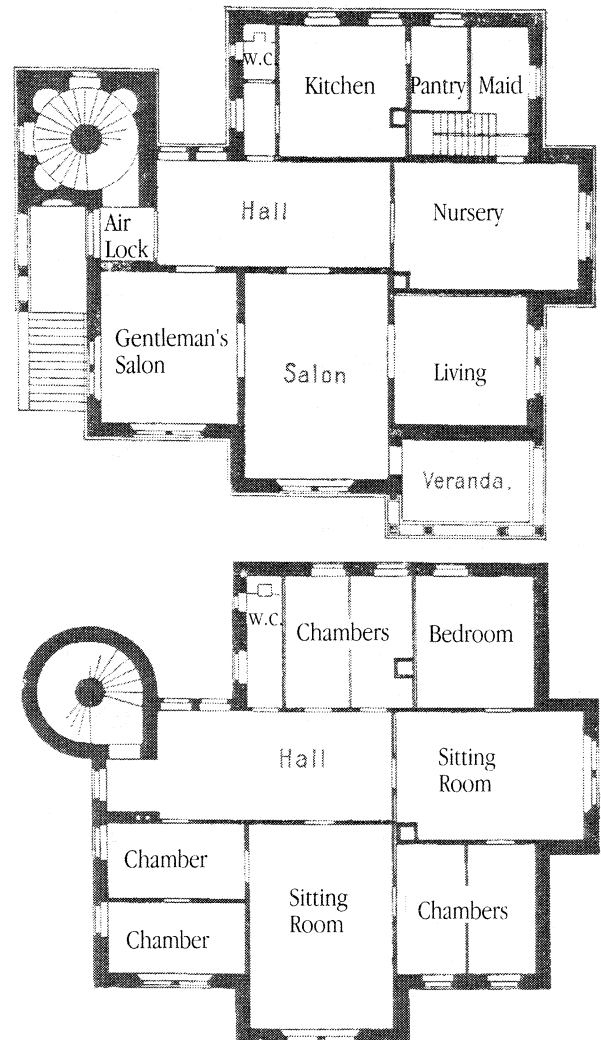 W.C.
Kitchen
Pantry
Maid
Hall
Nursery
Air
Lock
Gentleman's
Salon
Salon
Living
Veranda.
W.C.
Chambers
Bedroom
Hall
Sitting
Room
Chamber
Sitting
Room
Chambers
Chamber